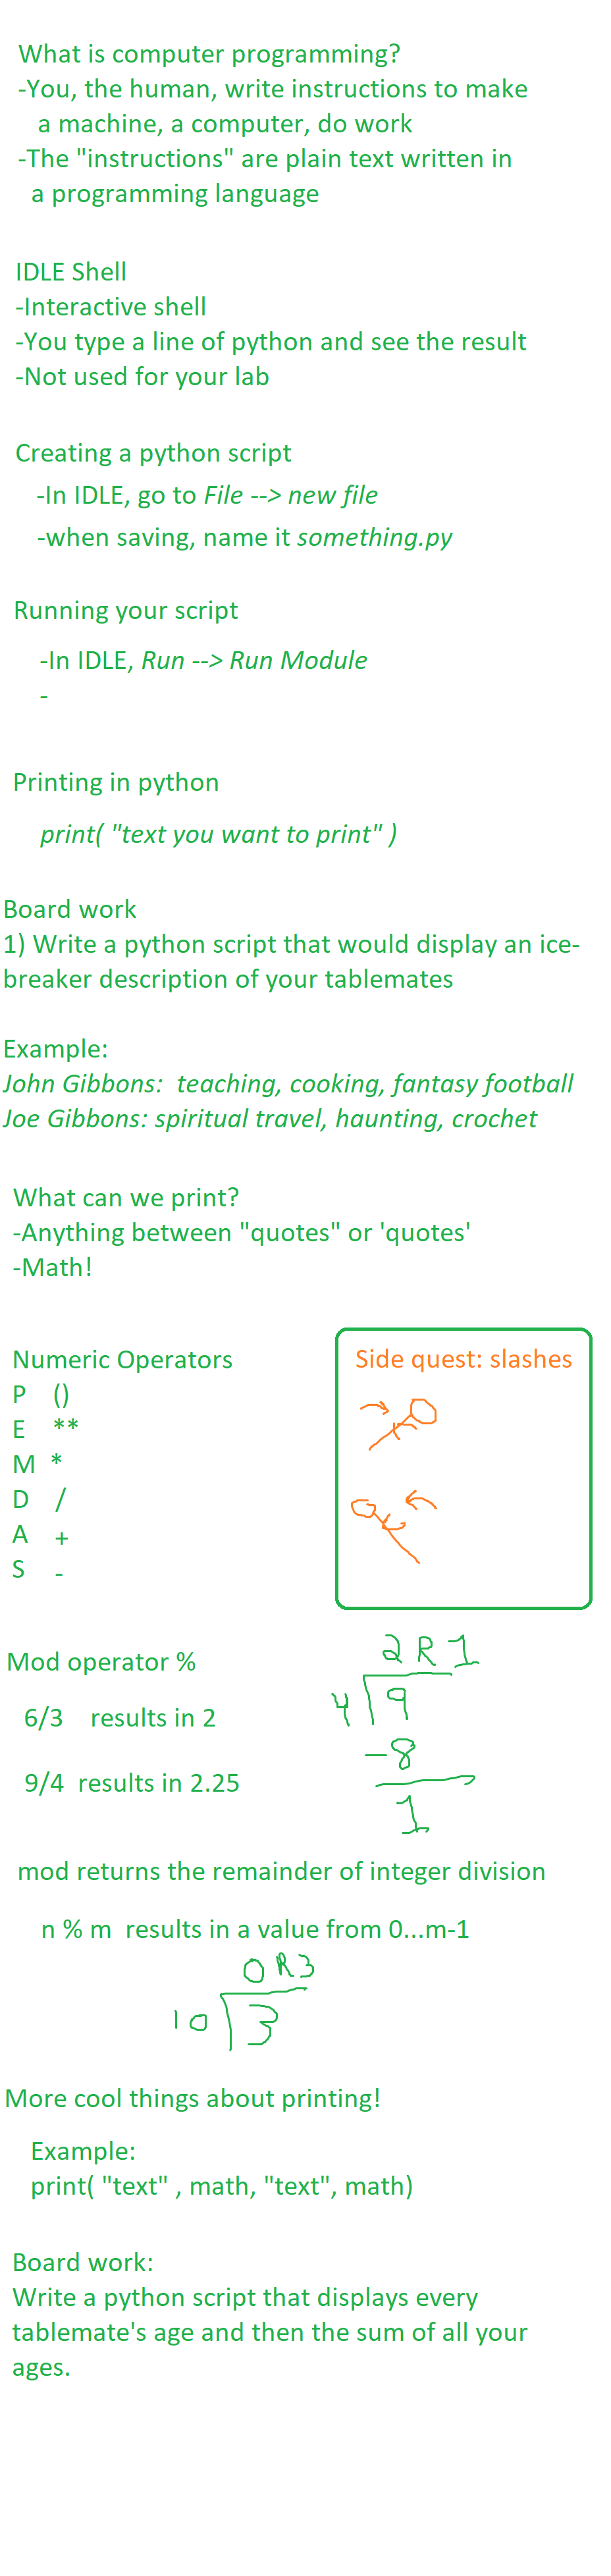 What is computer programming?
-You, the human, write instructions to make
a machine, a computer, do work
-The "instructions" are plain text written in
a programming language
IDLE Shell
-Interactive shell
-You type a line of python and see the result
-Not used for your lab
Creating a python script
-In IDLE, go to File --> new file
-when saving, name it something.py
Running your script
-In IDLE, Run --> Run Module
-
Printing in python
print( "text you want to print" )
Board work
1) Write a python script that would display an ice-
breaker description of your tablemates
Example:
John Gibbons:  teaching, cooking, fantasy football
Joe Gibbons: spiritual travel, haunting, crochet
What can we print?
-Anything between "quotes" or 'quotes'
-Math!
Numeric Operators
P ()
E **
M *
D /
A +
S -
Side quest: slashes
Mod operator %
6/3 results in 2
9/4 results in 2.25
2 R 1
4 9
-8
1
mod returns the remainder of integer division
n % m results in a value from 0...m-1
0 R3
10 3
More cool things about printing!
Example:
print( "text" , math, "text", math)
Board work:
Write a python script that displays every
tablemate's age and then the sum of all your
ages.